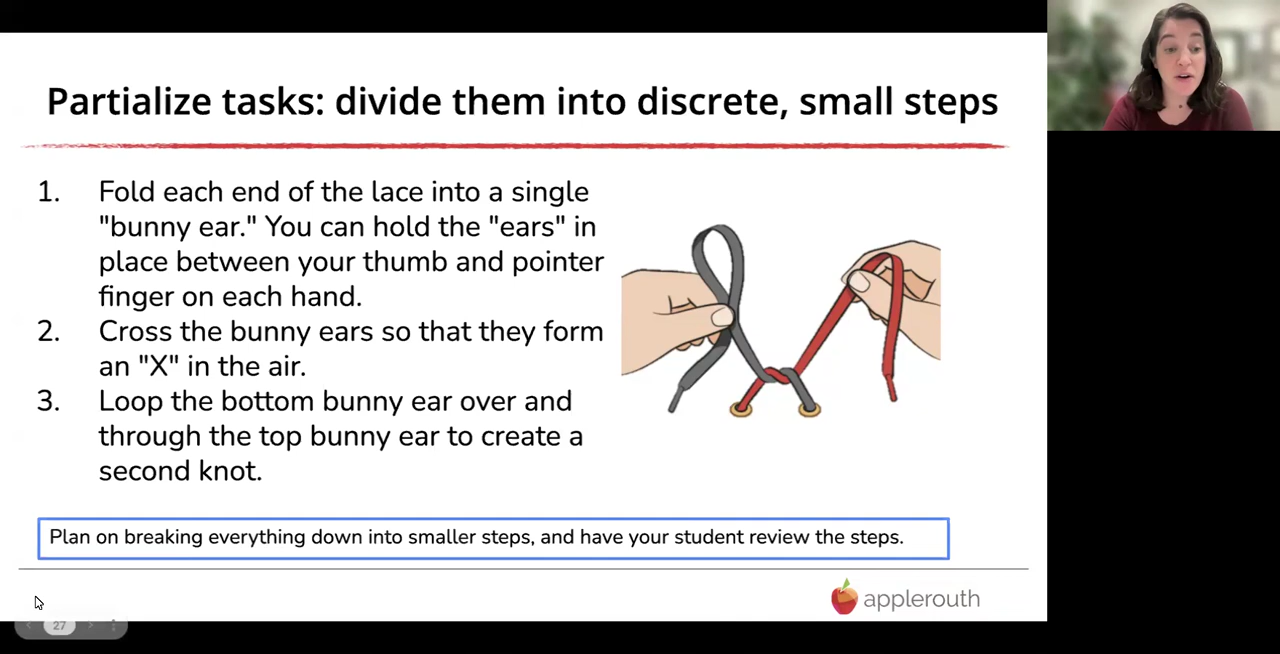 Partialize tasks: divide them into discrete, small steps
1. Fold each end of the lace into a single
"bunny ear." You can hold the "ears" in
place between your thumb and pointer
finger on each hand.
2. Cross the bunny ears so that they form
an "X" in the air.
3. Loop the bottom bunny ear over and
through the top bunny ear to create a
second knot.
Plan on breaking everything down into smaller steps, and have your student review the steps.
applerouth
27